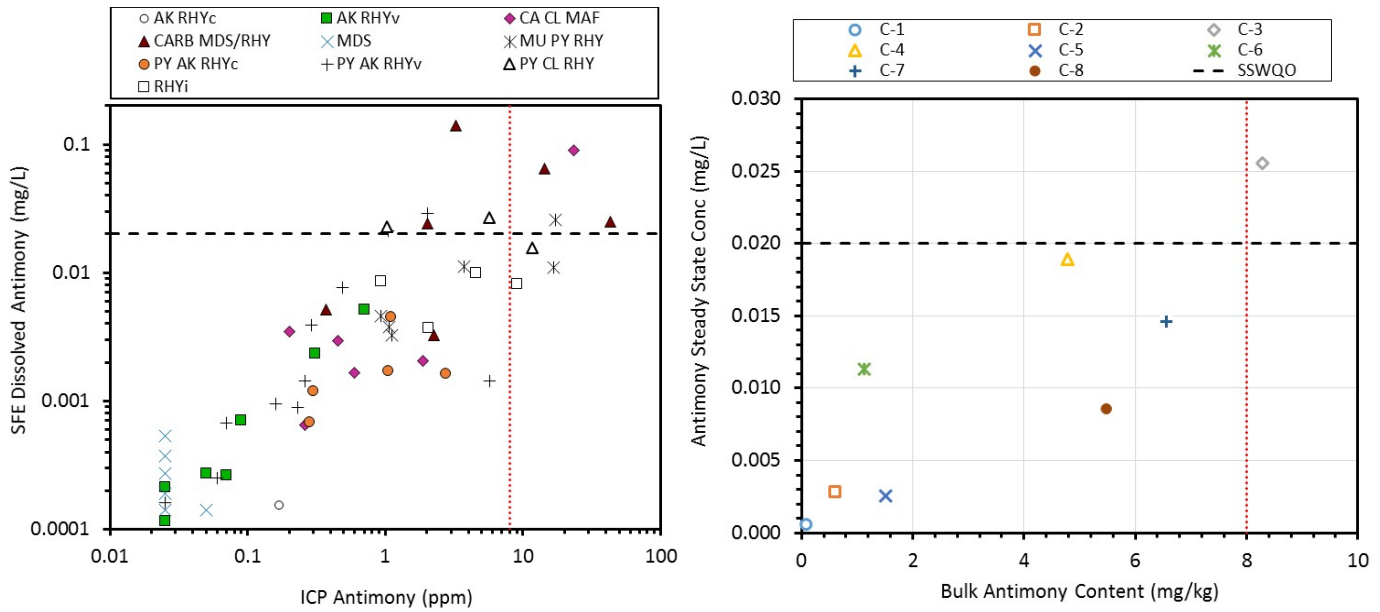 AK RHYc AK RHYv CA CL MAF
CARB MDS/RHY MDS MU PY RHY
PY AK RHYc PY AK RHYv PY CL RHY
RHYi
SFE Dissolved Antimony (mg/L)
0.1
0.01
0.001
0.0001
0.01 0.1 1 10 100
ICP Antimony (ppm)
C-1 C-2 C-3
C-4 C-5 C-6
C-7 C-8 SSWQO
Antimony Steady State Conc (mg/L)
0.030
0.025
0.020
0.015
0.010
0.005
0.000
0 2 4 6 8 10
Bulk Antimony Content (mg/kg)